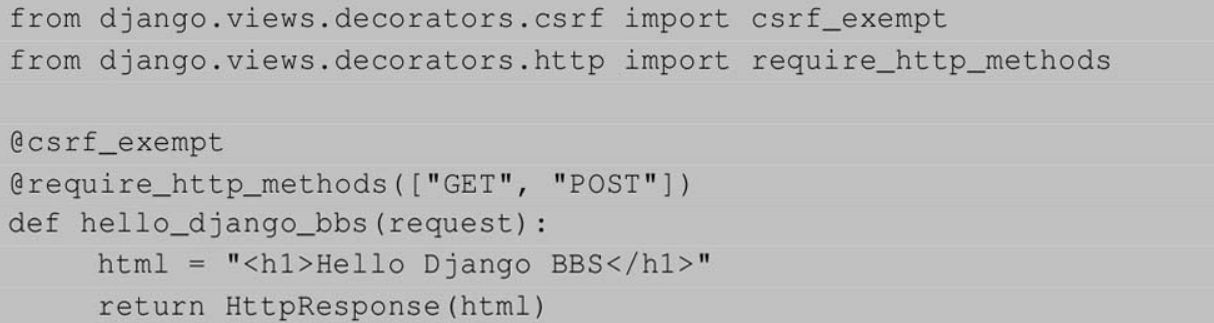 from django.views.decorators.csrf import csrf_exempt
from django.views.decorators.http import require_http_methods
@csrf_exempt
@require_http_methods(["GET", "POST"])
def hello_django_bbs(request):
     html = "<h1>Hello Django BBS</h1>"
     return HttpResponse(html)